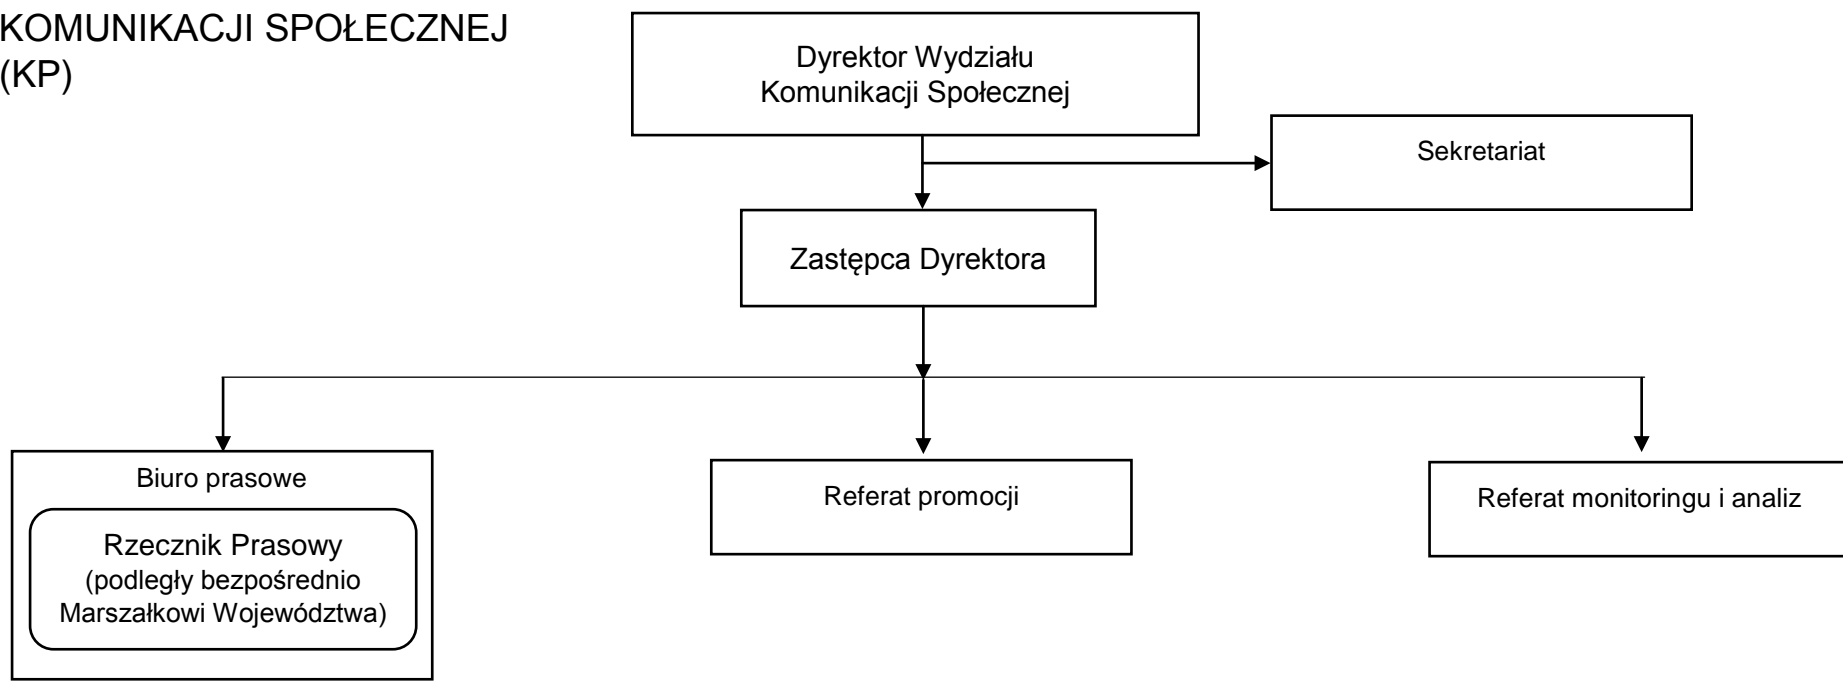 KOMUNIKACJI SPOŁECZNEJ
(KP)
Dyrektor Wydziału
Komunikacji Społecznej
Sekretariat
Zastępca Dyrektora
Biuro prasowe
Rzecznik Prasowy
(podległy bezpośrednio
Marszałkowi Województwa)
Referat promocji
Referat monitoringu i analiz